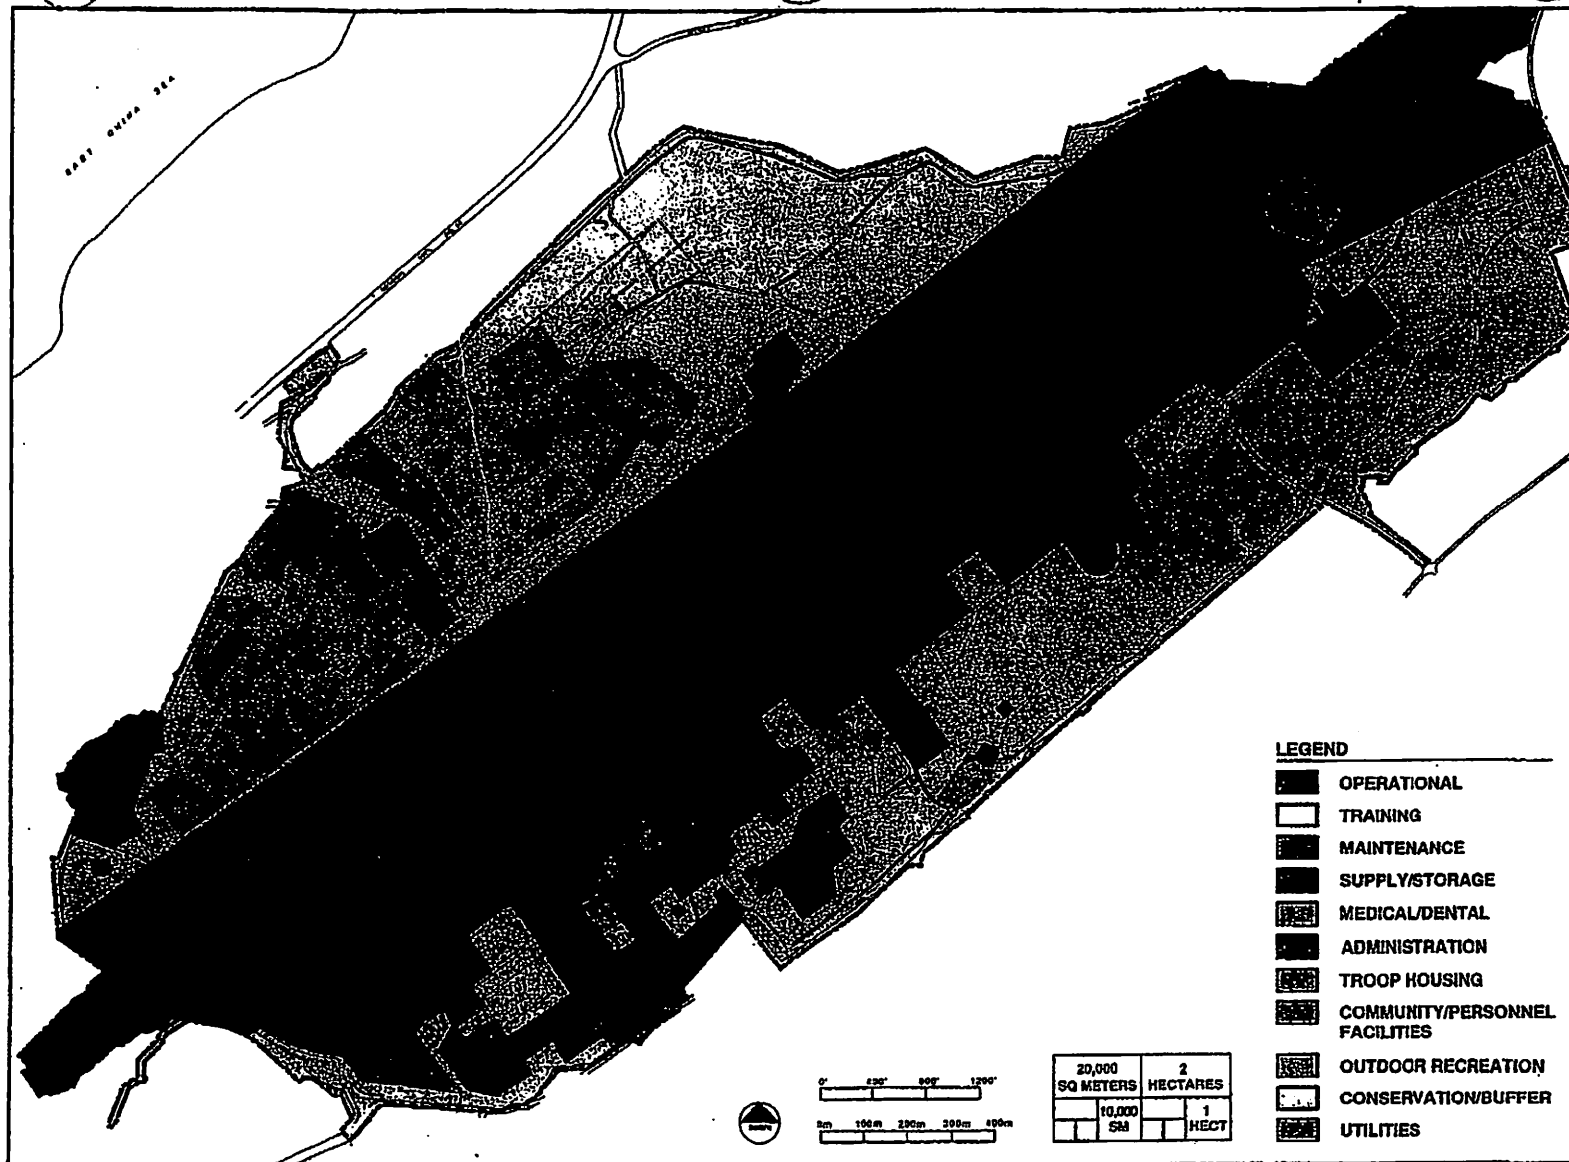 EAST CHINA SEA
LEGEND
OPERATIONAL
TRAINING
MAINTENANCE
SUPPLY/STORAGE
MEDICAL/DENTAL
ADMINISTRATION
TROOP HOUSING
COMMUNITY/PERSONNEL
FACILITIES
OUTDOOR RECREATION
CONSERVATION/BUFFER
UTILITIES
0' 400' 800' 1200'
0m 100m 200m 300m 400m
20,000 SQ METERS
2 HECTARES
10,000 SM
1 HECT